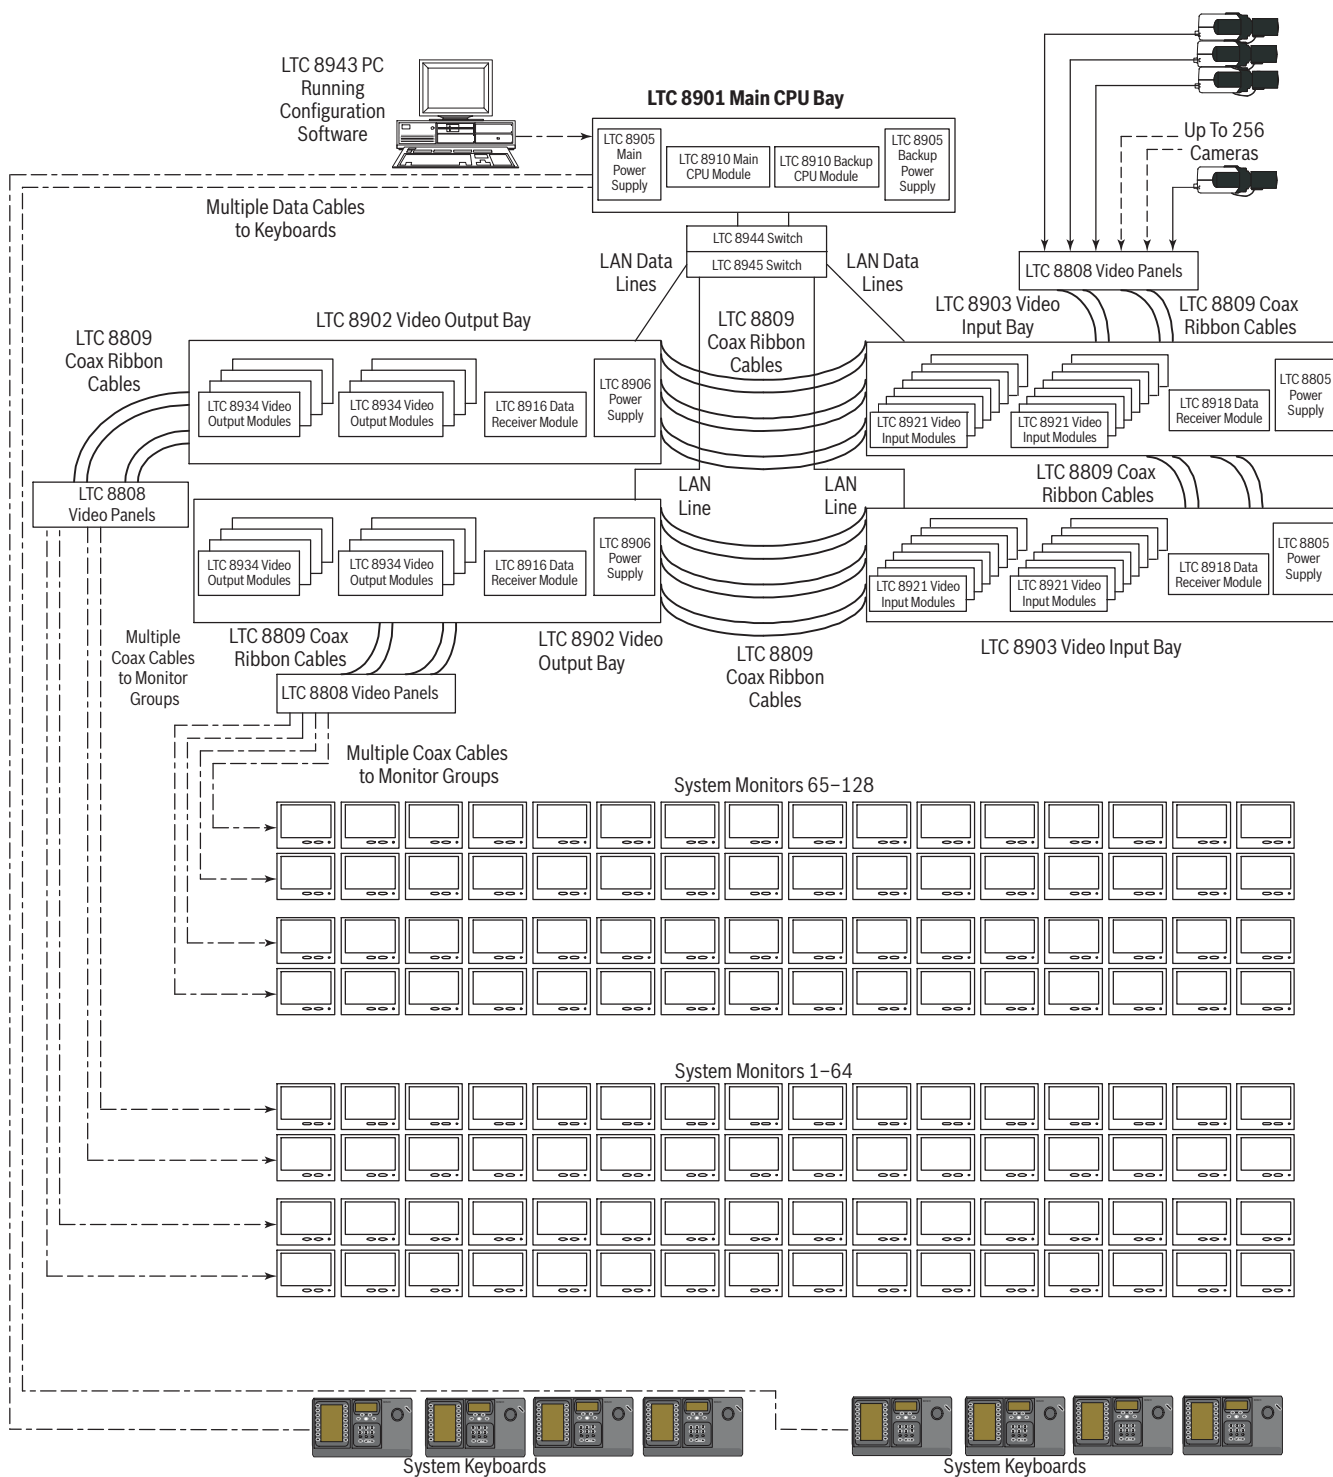 LTC 8943 PC
Running
Configuration
Software
LTC 8901 Main CPU Bay
LTC 8905
Main
Power
Supply
LTC 8910 Main
CPU Module
LTC 8910 Backup
CPU Module
LTC 8905
Backup
Power
Supply
Up To 256
Cameras
Multiple Data Cables
to Keyboards
LTC 8944 Switch
LTC 8945 Switch
LAN Data
Lines
LAN Data
Lines
LTC 8808 Video Panels
LTC 8902 Video Output Bay
LTC 8809
Coax Ribbon
Cables
LTC 8903 Video
Input Bay
LTC 8809 Coax
Ribbon Cables
LTC 8809
Coax Ribbon
Cables
LTC 8934 Video
Output Modules
LTC 8934 Video
Output Modules
LTC 8916 Data
Receiver Module
LTC 8906
Power
Supply
LTC 8921 Video
Input Modules
LTC 8921 Video
Input Modules
LTC 8918 Data
Receiver Module
LTC 8805
Power
Supply
LTC 8808
Video Panels
LAN
Line
LAN
Line
LTC 8809 Coax
Ribbon Cables
LTC 8934 Video
Output Modules
LTC 8934 Video
Output Modules
LTC 8916 Data
Receiver Module
LTC 8906
Power
Supply
LTC 8921 Video
Input Modules
LTC 8921 Video
Input Modules
LTC 8918 Data
Receiver Module
LTC 8805
Power
Supply
Multiple
Coax Cables
to Monitor
Groups
LTC 8809 Coax
Ribbon Cables
LTC 8902 Video
Output Bay
LTC 8809
Coax Ribbon
Cables
LTC 8903 Video Input Bay
LTC 8808 Video Panels
Multiple Coax Cables
to Monitor Groups
System Monitors 65–128
System Monitors 1–64
System Keyboards
System Keyboards